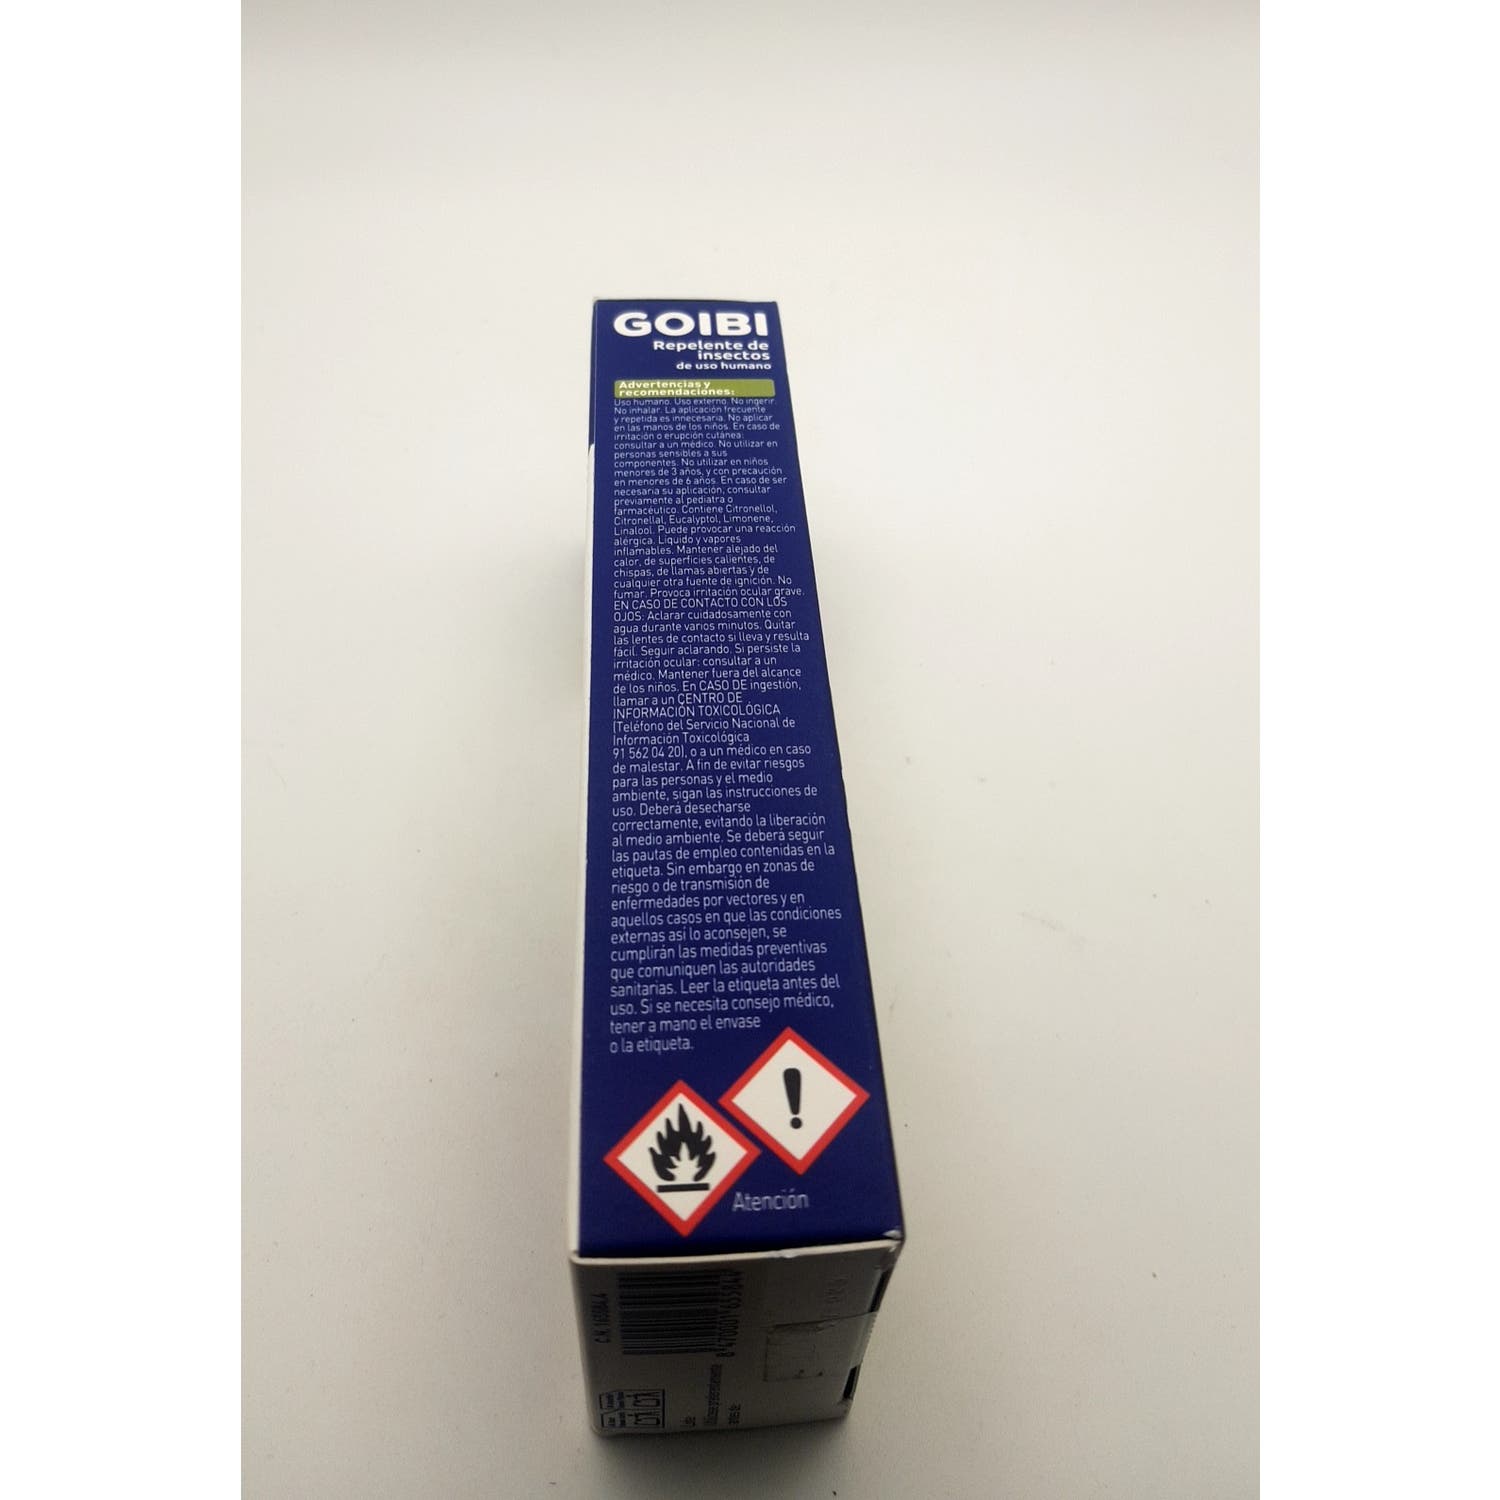 GOIBI
Repelente de
insectos
de uso humano
Advertencias y
recomendaciones:
Uso humano. Uso externo. No ingerir.
No inhalar. La aplicación frecuente
y repetida es innecesaria. No aplicar
en las manos de los niños. En caso de
irritación o erupción cutánea:
consultar a un médico. No utilizar en
personas sensibles a sus
componentes. No utilizar en niños
menores de 3 años, y con precaución
en menores de 6 años. En caso de ser
necesaria su aplicación, consultar
previamente al pediatra o
farmacéutico. Contiene Citronellol,
Citronellal, Eucalyptol, Limonene,
Linalool. Puede provocar una reacción
alérgica. Líquido y vapores
inflamables. Mantener alejado del
calor, de superficies calientes, de
chispas, de llamas abiertas y de
cualquier otra fuente de ignición. No
fumar. Provoca irritación ocular grave.
EN CASO DE CONTACTO CON LOS
OJOS: Aclarar cuidadosamente con
agua durante varios minutos. Quitar
las lentes de contacto si lleva y resulta
fácil. Seguir aclarando. Si persiste la
irritación ocular: consultar a un
médico. Mantener fuera del alcance
de los niños. En CASO DE ingestión,
llamar a un CENTRO DE
INFORMACIÓN TOXICOLÓGICA
(Teléfono del Servicio Nacional de
Información Toxicológica
91 562 04 20), o a un médico en caso
de malestar. A fin de evitar riesgos
para las personas y el medio
ambiente, sigan las instrucciones de
uso. Deberá desecharse
correctamente, evitando la liberación
al medio ambiente. Se deberá seguir
las pautas de empleo contenidas en la
etiqueta. Sin embargo en zonas de
riesgo o de transmisión de
enfermedades por vectores y en
aquellos casos en que las condiciones
externas así lo aconsejen, se
cumplirán las medidas preventivas
que comuniquen las autoridades
sanitarias. Leer la etiqueta antes del
uso. Si se necesita consejo médico,
tener a mano el envase
o la etiqueta.
Atención
C.N. 165584.4
8 470001 655844
Lote:
Utilícese preferentemente
antes de: